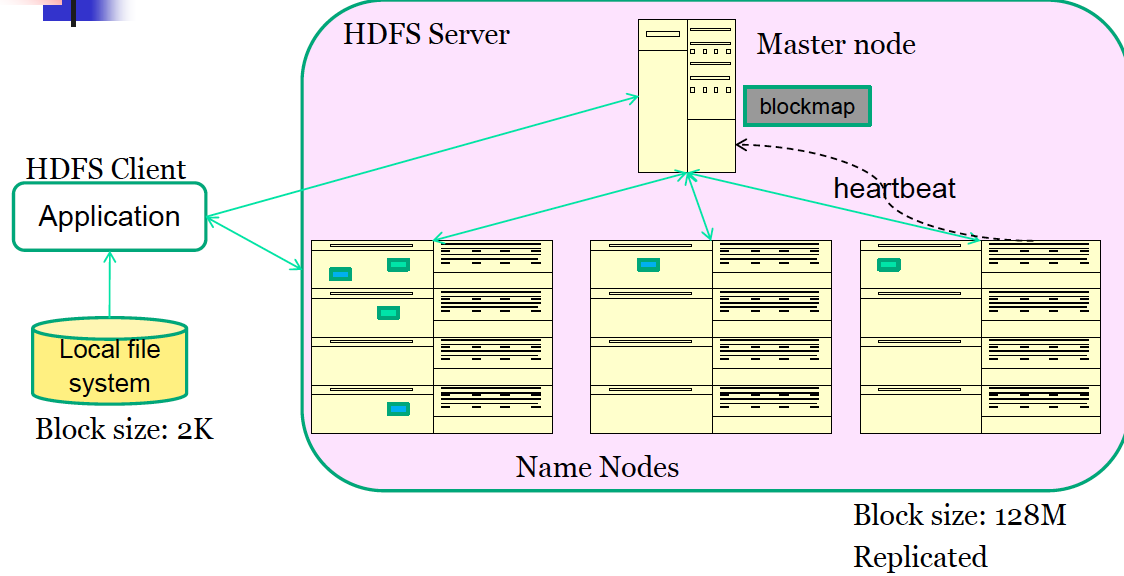 HDFS Server
Master node
blockmap
HDFS Client
Application
heartbeat
Local file
system
Block size: 2K
Name Nodes
Block size: 128M
Replicated